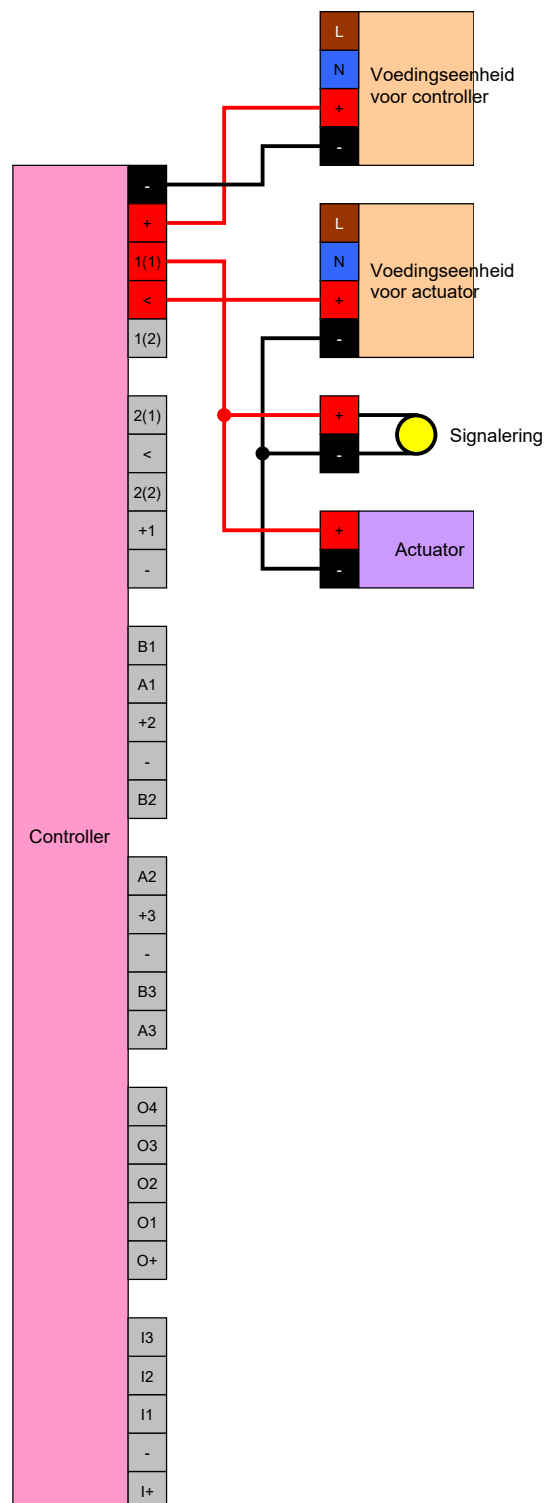 L
N
Voedingseenheid
voor controller
+
-
-
+
1(1)
<
1(2)
L
N
Voedingseenheid
voor actuator
+
-
2(1)
<
2(2)
+1
-
+
-
Signalering
+
-
Actuator
B1
A1
+2
-
B2
Controller
A2
+3
-
B3
A3
O4
O3
O2
O1
O+
I3
I2
I1
-
I+